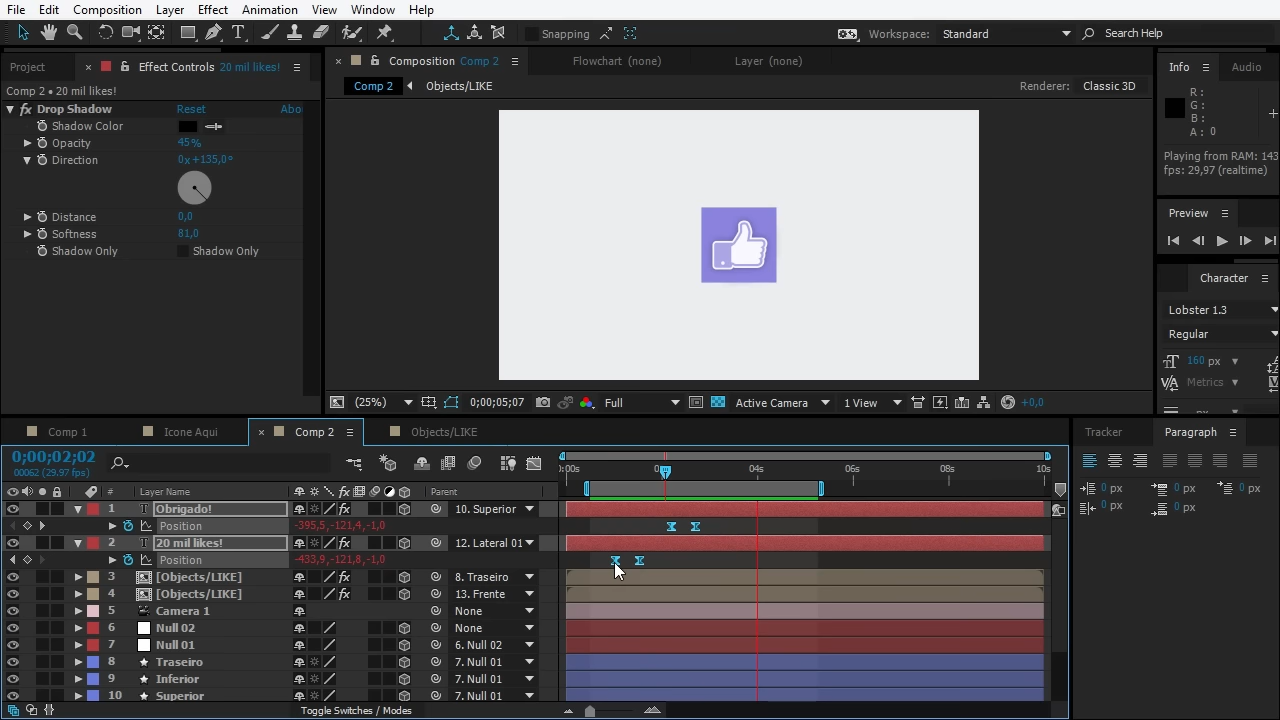 File Edit Composition Layer Effect Animation View Window Help
Snapping
Workspace: Standard
Search Help
Project
× Effect Controls 20 mil likes!
Comp 2 • 20 mil likes!
fx Drop Shadow Reset Abo
Shadow Color
Opacity 45%
Direction 0x+135,0°
Distance 0,0
Softness 81,0
Shadow Only Shadow Only
× Composition Comp 2
Flowchart (none)
Layer (none)
Comp 2 Objects/LIKE
Renderer: Classic 3D
(25%) 0;00;05;07 Full Active Camera 1 View +0,0
Info Audio
R :
G :
B :
A : 0
Playing from RAM: 143
fps: 29,97 (realtime)
Preview
Character
Lobster 1.3
Regular
160 px
Metrics
Comp 1 Icone Aqui × Comp 2 Objects/LIKE
0;00;02;02
00062 (29.97 fps)
:00s 04s 06s 08s 10s
# Layer Name Parent
1 T Obrigado! fx 10. Superior
Position -395,5,-121,4,-1,0
2 T 20 mil likes! fx 12. Lateral 01
Position -433,9,-121,8,-1,0
3 [Objects/LIKE] fx 8. Traseiro
4 [Objects/LIKE] fx 13. Frente
5 Camera 1 None
6 Null 02 None
7 Null 01 6. Null 02
8 Traseiro 7. Null 01
9 Inferior 7. Null 01
10 Superior 7. Null 01
Toggle Switches / Modes
Tracker Paragraph
0 px 0 px 0 px
0 px 0 px